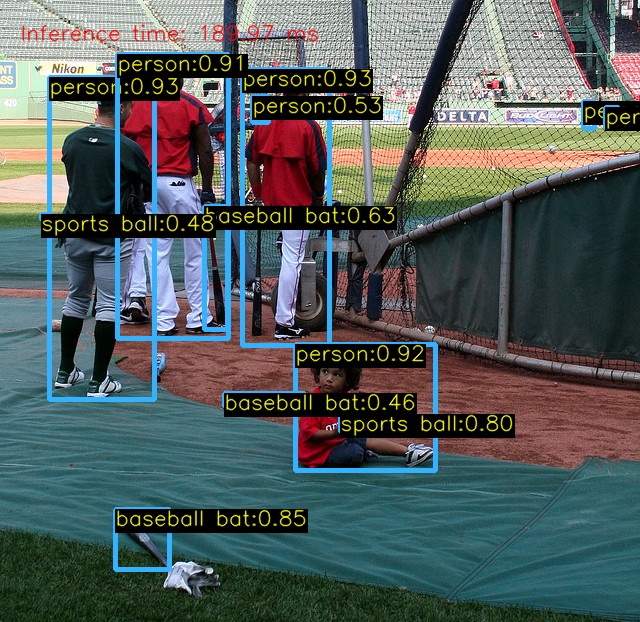 Inference time: 189.97 ms
person:0.91
person:0.93
:0.93
:0.53
Nikon
420
DELTA
sports ball:0.48
baseball bat:0.63
person:0.92
baseball bat:0.46
sports ball:0.80
baseball bat:0.85